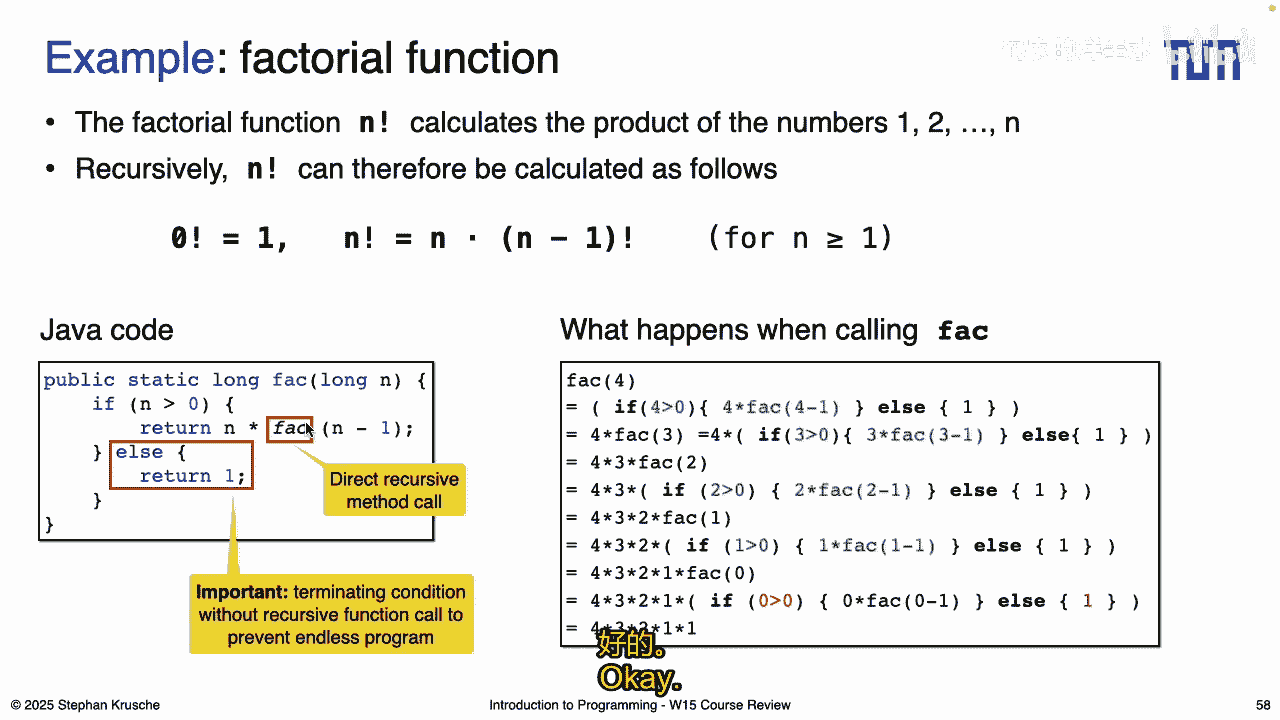 Example: factorial function
• The factorial function n! calculates the product of the numbers 1, 2, …, n
• Recursively, n! can therefore be calculated as follows
0! = 1, n! = n · (n − 1)! (for n ≥ 1)
Java code
public static long fac(long n) {
if (n > 0) {
return n * fac (n - 1);
} else {
return 1;
}
}
Direct recursive
method call
Important: terminating condition
without recursive function call to
prevent endless program
What happens when calling fac
fac(4)
= ( if(4>0){ 4*fac(4-1) } else { 1 } )
= 4*fac(3) =4*( if(3>0){ 3*fac(3-1) } else{ 1 } )
= 4*3*fac(2)
= 4*3*( if (2>0) { 2*fac(2-1) } else { 1 } )
= 4*3*2*fac(1)
= 4*3*2*( if (1>0) { 1*fac(1-1) } else { 1 } )
= 4*3*2*1*fac(0)
= 4*3*2*1*( if (0>0) { 0*fac(0-1) } else { 1 } )
= 4*3*2*1*1
好的。
Okay.
© 2025 Stephan Krusche
Introduction to Programming - W15 Course Review
58